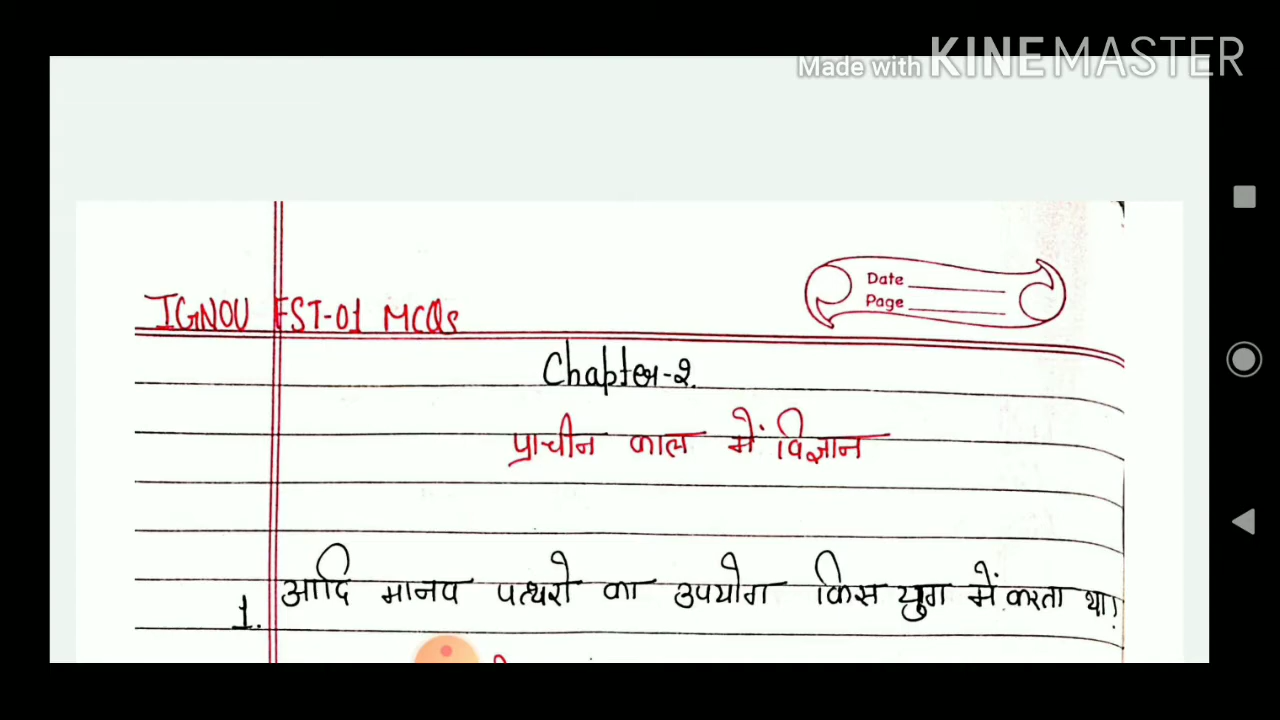 Made with KINEMASTER
Date
Page
IGNOU FST-01 MCQs
Chapter-2.
प्राचीन काल में विज्ञान
1. आदि मानव पत्थरो का उपयोग किस युग में करता था।